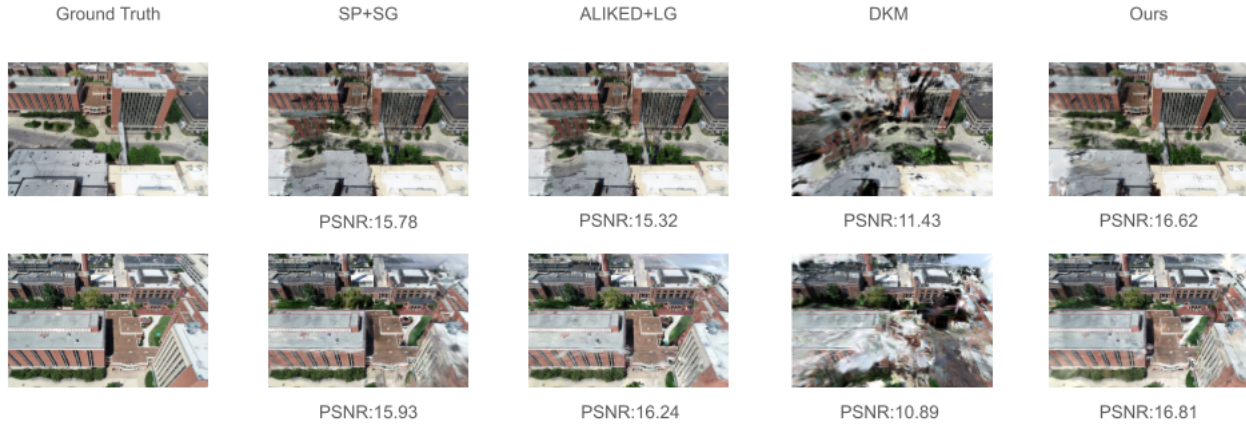 Ground Truth SP+SG ALIKED+LG DKM Ours
PSNR:15.78 PSNR:15.32 PSNR:11.43 PSNR:16.62
PSNR:15.93 PSNR:16.24 PSNR:10.89 PSNR:16.81